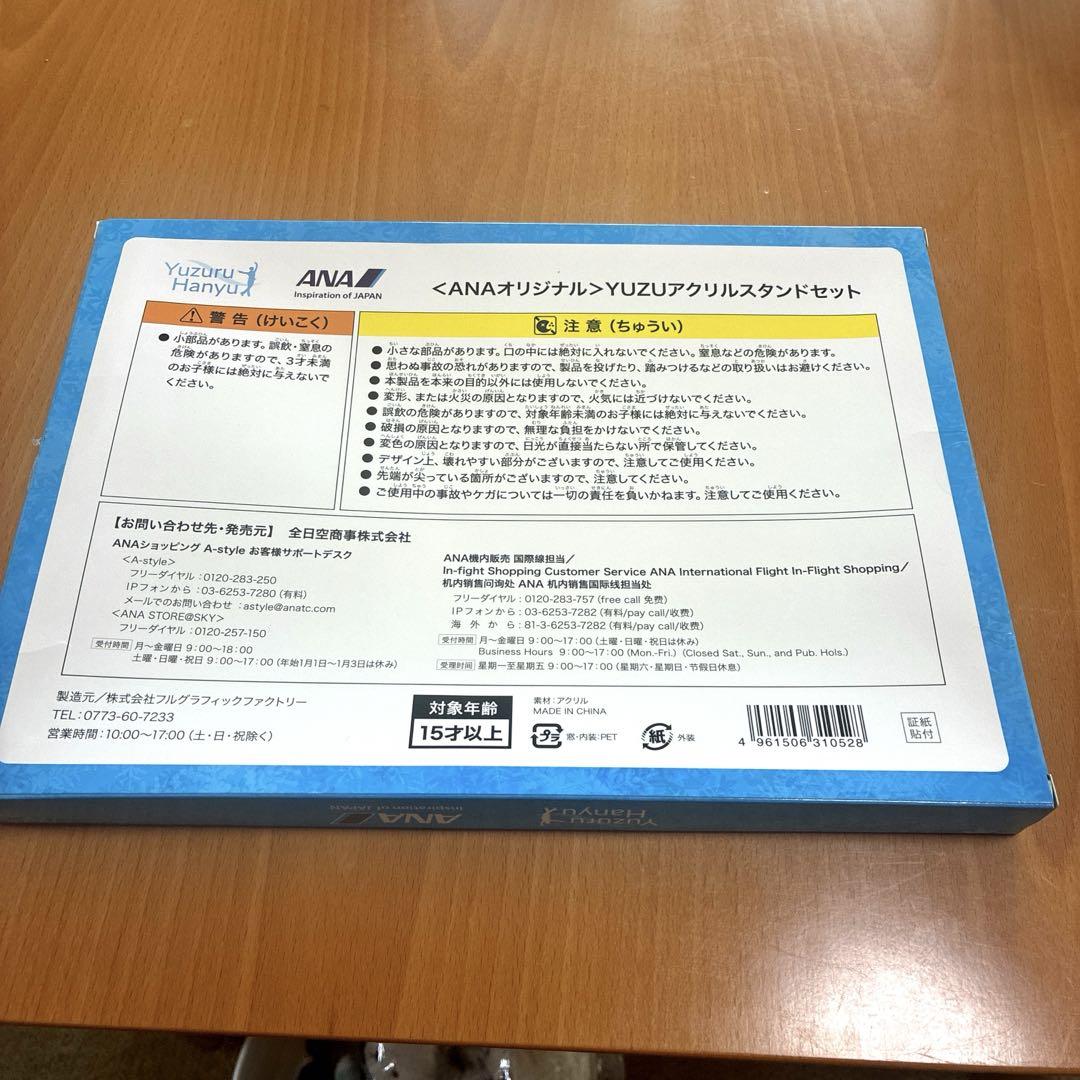 Yuzuru
Hanyu
ANA
Inspiration of JAPAN
<ANAオリジナル>YUZUアクリルスタンドセット
警告(けいこく)
●小部品があります。誤飲・窒息の
危険がありますので、3才未満
のお子様には絶対に与えないで
ください。
注意(ちゅうい)
●小さな部品があります。口の中には絶対に入れないでください。窒息などの危険があります。
●思わぬ事故の恐れがありますので、製品を投げたり、踏みつけるなどの取り扱いはお避けください。
●本製品を本来の目的以外には使用しないでください。
●変形、または火災の原因となりますので、火気には近づけないでください。
●誤飲の危険がありますので、対象年齢未満のお子様には絶対に与えないでください。
●破損の原因となりますので、無理な負担をかけないでください。
●変色の原因となりますので、日光が直接当たらない所で保管してください。
●デザイン上、壊れやすい部分がございますので、注意してご使用ください。
●先端が尖っている箇所がございますので、注意してください。
●ご使用中の事故やケガについては一切の責任を負いかねます。注意してご使用ください。
【お問い合わせ先・発売元】 全日空商事株式会社
ANAショッピング A-style お客様サポートデスク
<A-style>
フリーダイヤル:0120-283-250
IPフォンから:03-6253-7280(有料)
メールでのお問い合わせ :astyle@anatc.com
<ANA STORE@SKY>
フリーダイヤル:0120-257-150
受付時間 月～金曜日 9:00～18:00
土曜・日曜・祝日 9:00～17:00(年始1月1日～1月3日は休み)
ANA機内販売 国際線担当/
In-fight Shopping Customer Service ANA International Flight In-Flight Shopping/
机内销售问询处 ANA 机内销售国际线担当处
フリーダイヤル:0120-283-757(free call 免费)
IPフォンから:03-6253-7282(有料/pay call/收费)
海外から:81-3-6253-7282(有料/pay call/收费)
受付時間 月～金曜日 9:00～17:00(土曜・日曜・祝日は休み)
Business Hours 9:00～17:00(Mon.-Fri.)(Closed Sat., Sun., and Pub. Hols.)
受理时间 星期一至星期五 9:00～17:00(星期六・星期日・节假日休息)
製造元/株式会社フルグラフィックファクトリー
TEL:0773-60-7233
営業時間:10:00～17:00(土・日・祝除く)
対象年齢
15才以上
素材:アクリル
MADE IN CHINA
プラ 窓・内装:PET
紙 外装
4 961506 310528
証紙
貼付
Yuzuru
Hanyu
ANA
Inspiration of JAPAN